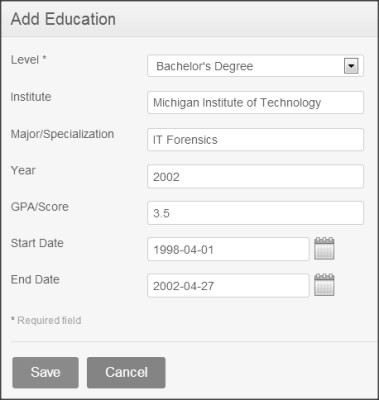 Add Education
Level * Bachelor's Degree
Institute Michigan Institute of Technology
Major/Specialization IT Forensics
Year 2002
GPA/Score 3.5
Start Date 1998-04-01
End Date 2002-04-27
* Required field
Save Cancel